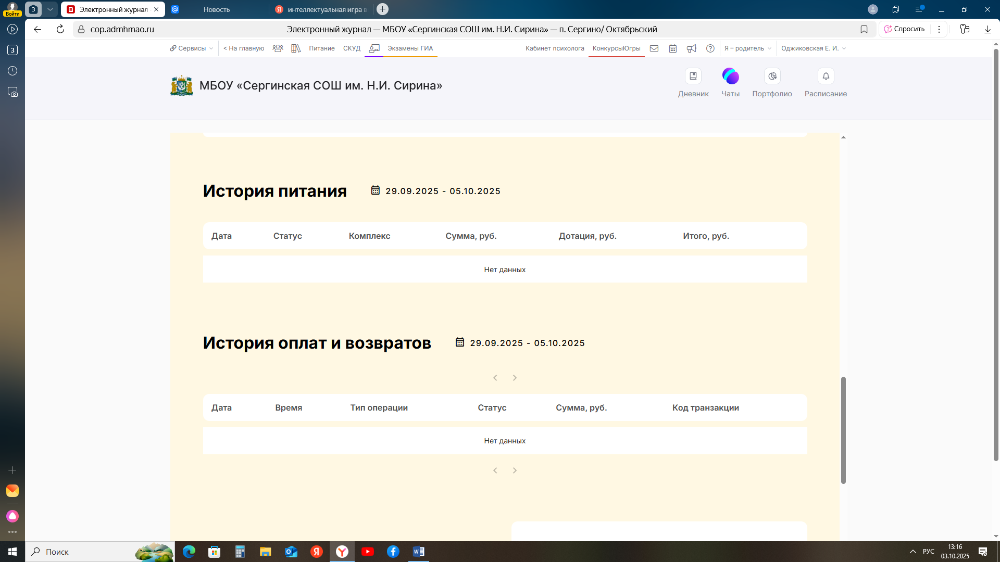 Войти
3
Электронный журнал
Новость
интеллектуальная игра в
3
cop.admhmao.ru
Электронный журнал — МБОУ «Сергинская СОШ им. Н.И. Сирина» — п. Сергино/ Октябрьский
Спросить
Сервисы
< На главную
Питание
СКУД
Экзамены ГИА
Кабинет психолога
КонкурсыЮгры
Я – родитель
Оджиковская Е. И.
МБОУ «Сергинская СОШ им. Н.И. Сирина»
Дневник
Чаты
Портфолио
Расписание
История питания
29.09.2025 - 05.10.2025
Дата Статус Комплекс Сумма, руб. Дотация, руб. Итого, руб.
Нет данных
История оплат и возвратов
29.09.2025 - 05.10.2025
Дата Время Тип операции Статус Сумма, руб. Код транзакции
Нет данных
Поиск
РУС
13:16
03.10.2025